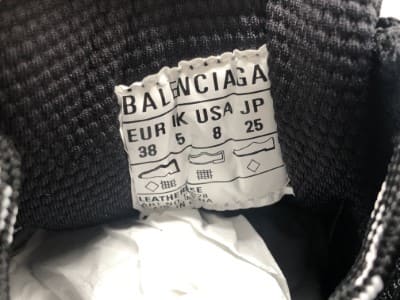 BALENCIAGA
EUR UK USA JP
38 5 8 25
LEATHER